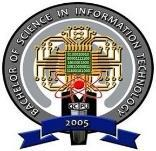 BACHELOR OF SCIENCE IN INFORMATION TECHNOLOGY
2005